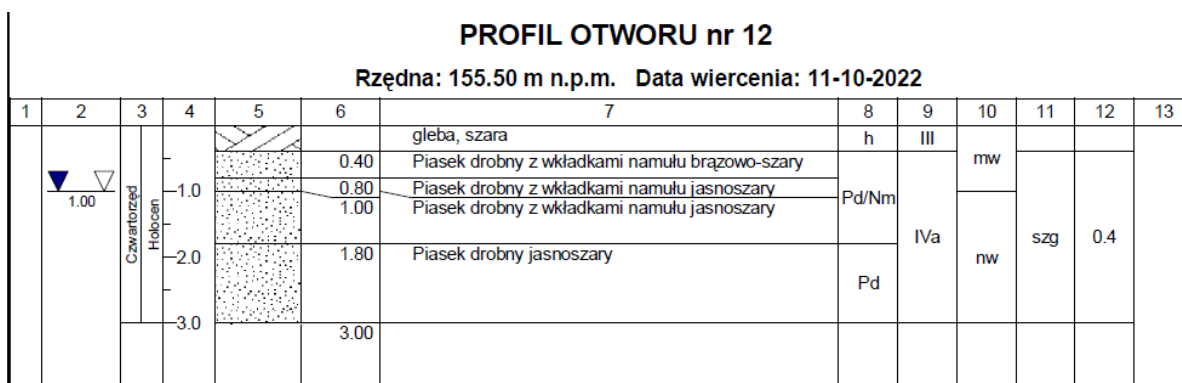 PROFIL OTWORU nr 12
Rzędna: 155.50 m n.p.m. Data wiercenia: 11-10-2022
1 2 3 4 5 6 7 8 9 10 11 12 13
gleba, szara h III
mw
0.40 Piasek drobny z wkładkami namułu brązowo-szary
1.00 1.0 0.80 Piasek drobny z wkładkami namułu jasnoszary Pd/Nm
1.00 Piasek drobny z wkładkami namułu jasnoszary
Czwartorzęd
Holocen
IVa szg 0.4
2.0 1.80 Piasek drobny jasnoszary nw
Pd
3.0 3.00